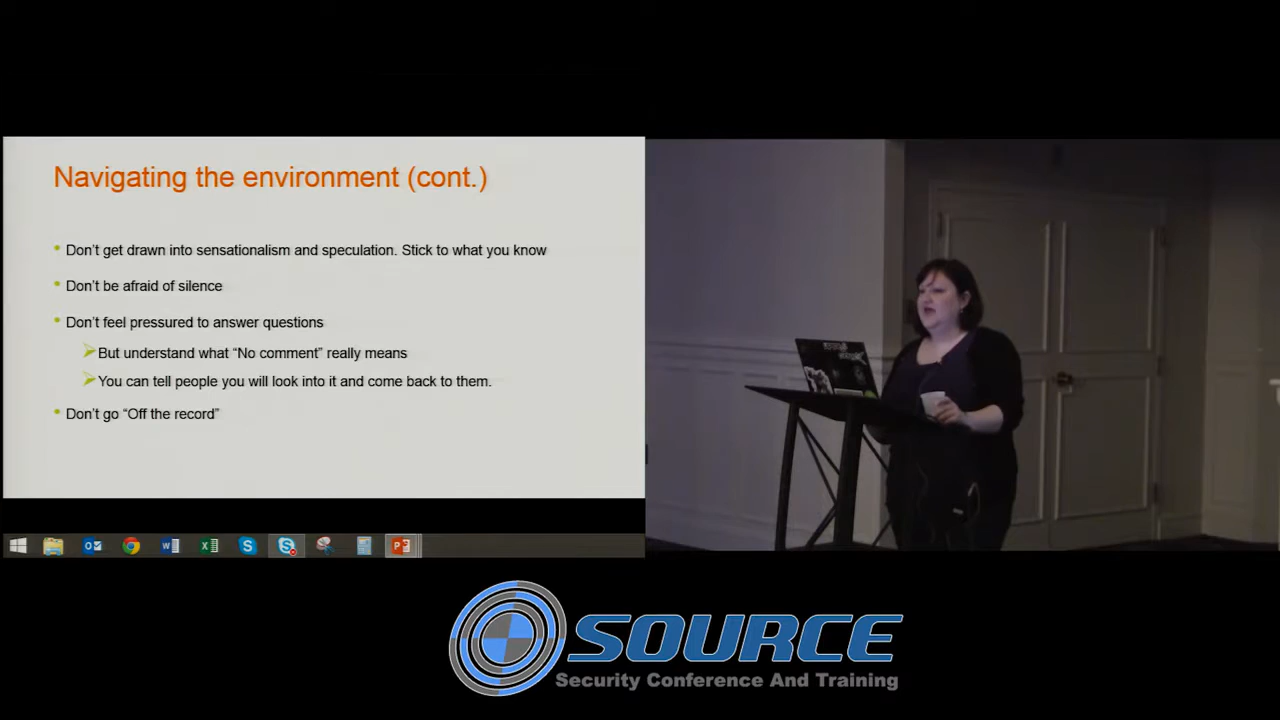 Navigating the environment (cont.)
Don't get drawn into sensationalism and speculation. Stick to what you know
Don't be afraid of silence
Don't feel pressured to answer questions
But understand what “No comment” really means
You can tell people you will look into it and come back to them.
Don't go “Off the record”
SOURCE
Security Conference And Training